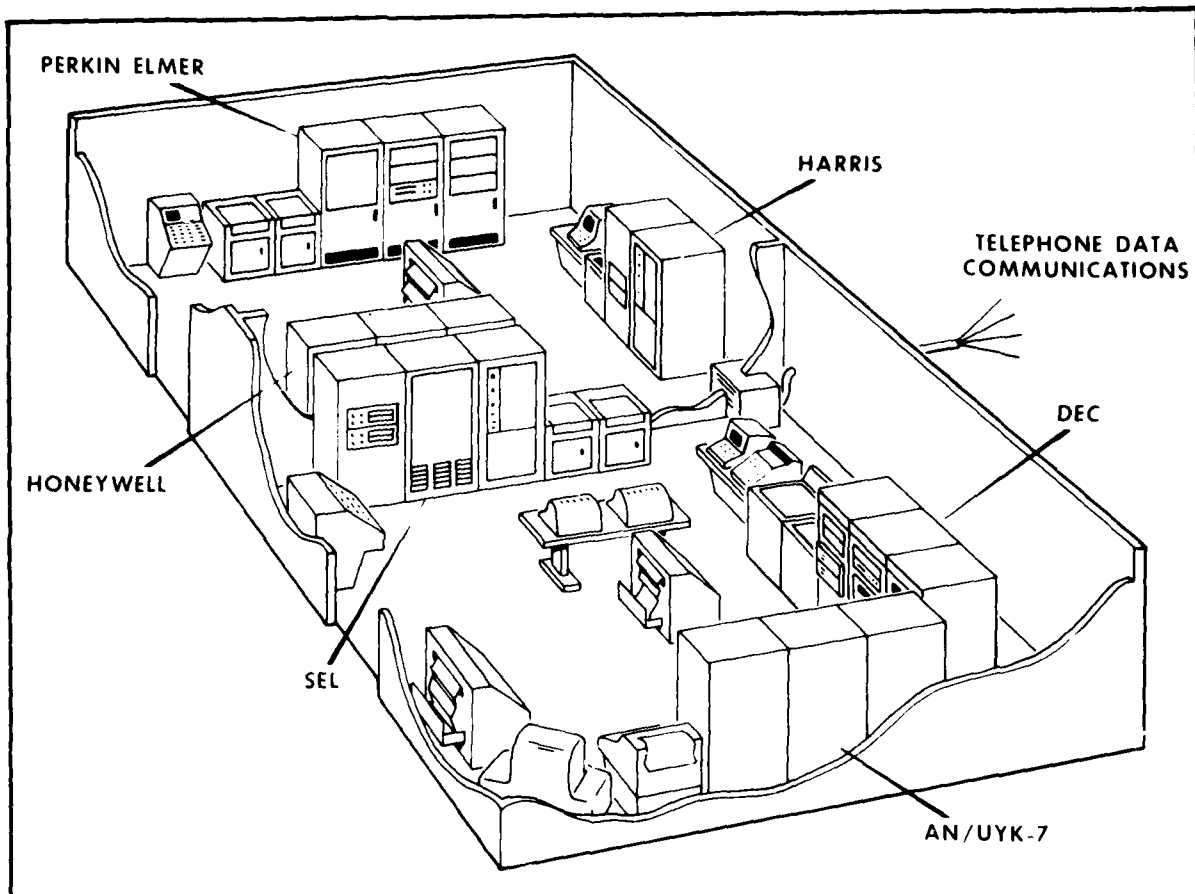 PERKIN ELMER
HARRIS
TELEPHONE DATA
COMMUNICATIONS
DEC
HONEYWELL
SEL
AN/UYK-7